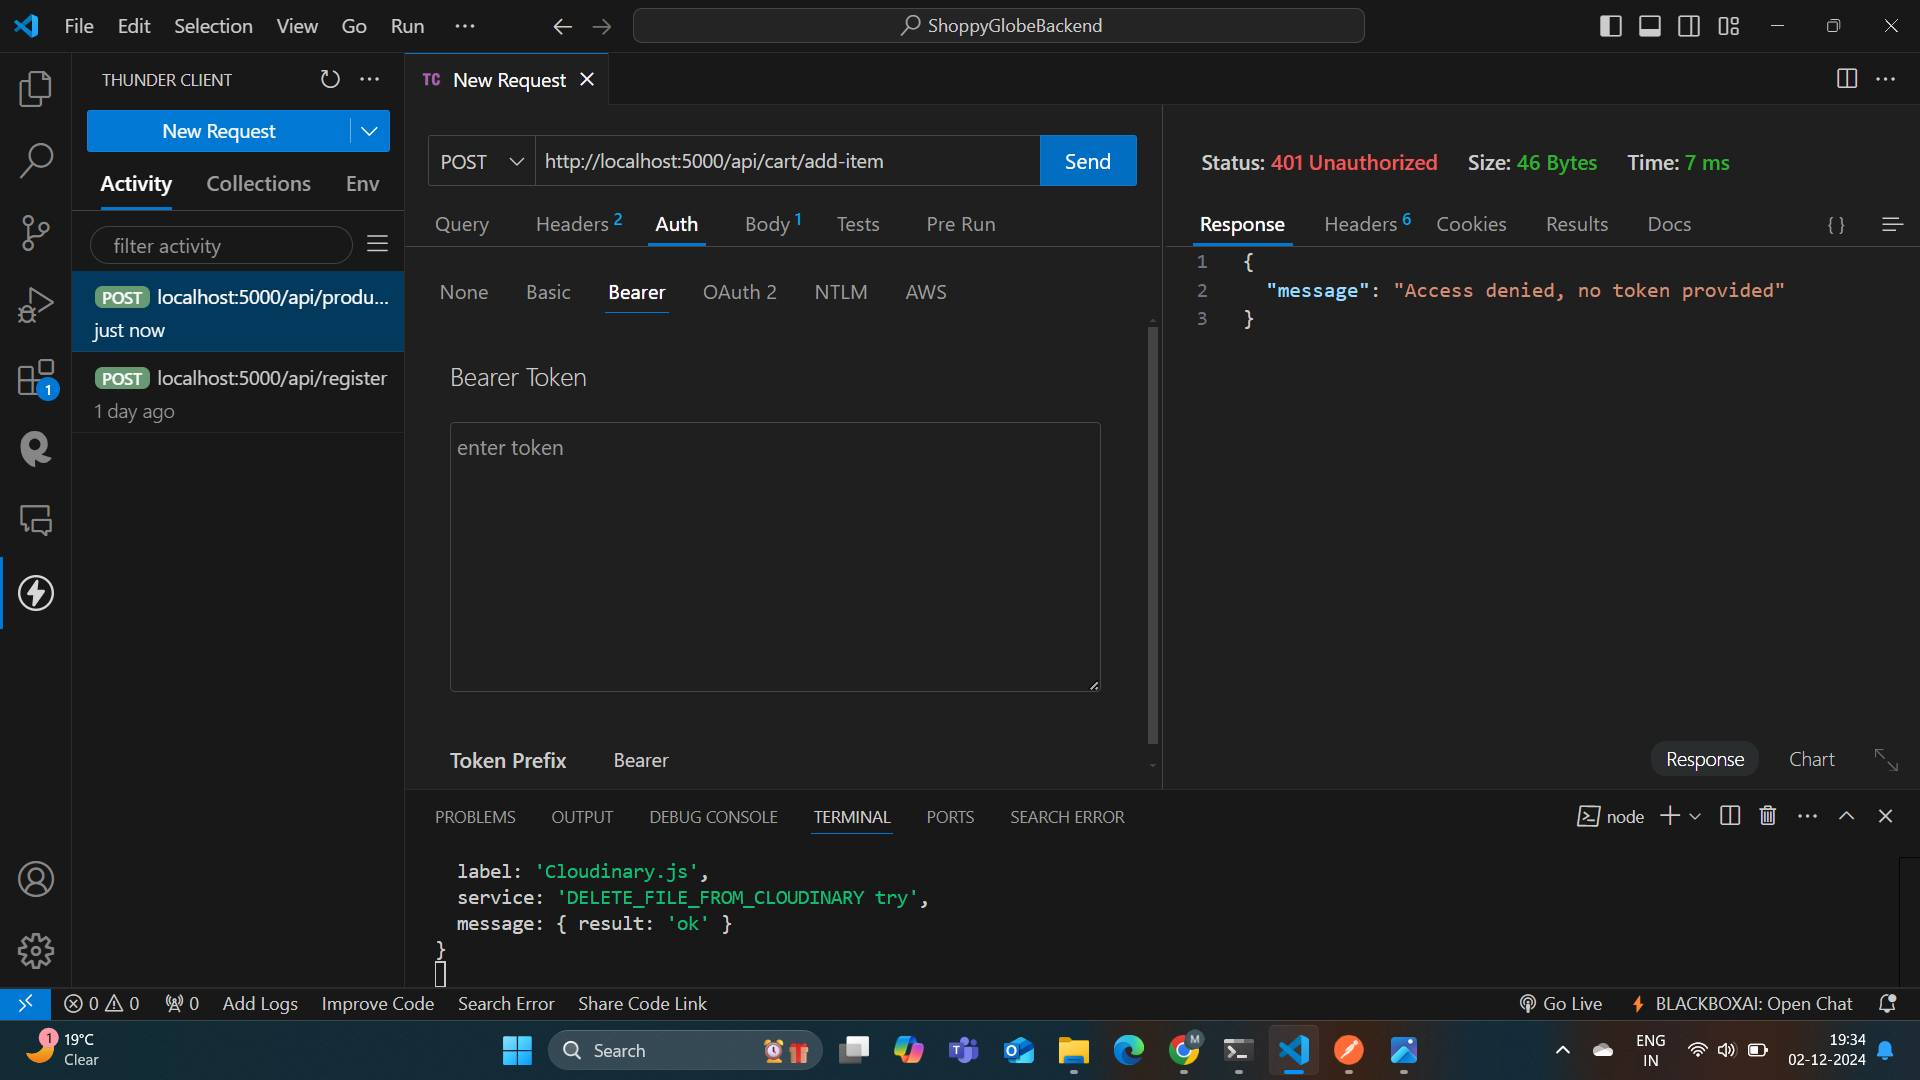 File Edit Selection View Go Run
ShoppyGlobeBackend
THUNDER CLIENT
New Request
Activity Collections Env
filter activity
POST localhost:5000/api/produ...
just now
POST localhost:5000/api/register
1 day ago
TC New Request
POST http://localhost:5000/api/cart/add-item Send
Query Headers 2 Auth Body 1 Tests Pre Run
None Basic Bearer OAuth 2 NTLM AWS
Bearer Token
enter token
Token Prefix Bearer
Status: 401 Unauthorized Size: 46 Bytes Time: 7 ms
Response Headers 6 Cookies Results Docs { }
1 {
2 "message": "Access denied, no token provided"
3 }
Response Chart
PROBLEMS OUTPUT DEBUG CONSOLE TERMINAL PORTS SEARCH ERROR
node
label: 'Cloudinary.js',
service: 'DELETE_FILE_FROM_CLOUDINARY try',
message: { result: 'ok' }
}
1
0 0 0 Add Logs Improve Code Search Error Share Code Link
Go Live BLACKBOXAI: Open Chat
1 19°C
Clear
Search
M
ENG
IN
19:34
02-12-2024